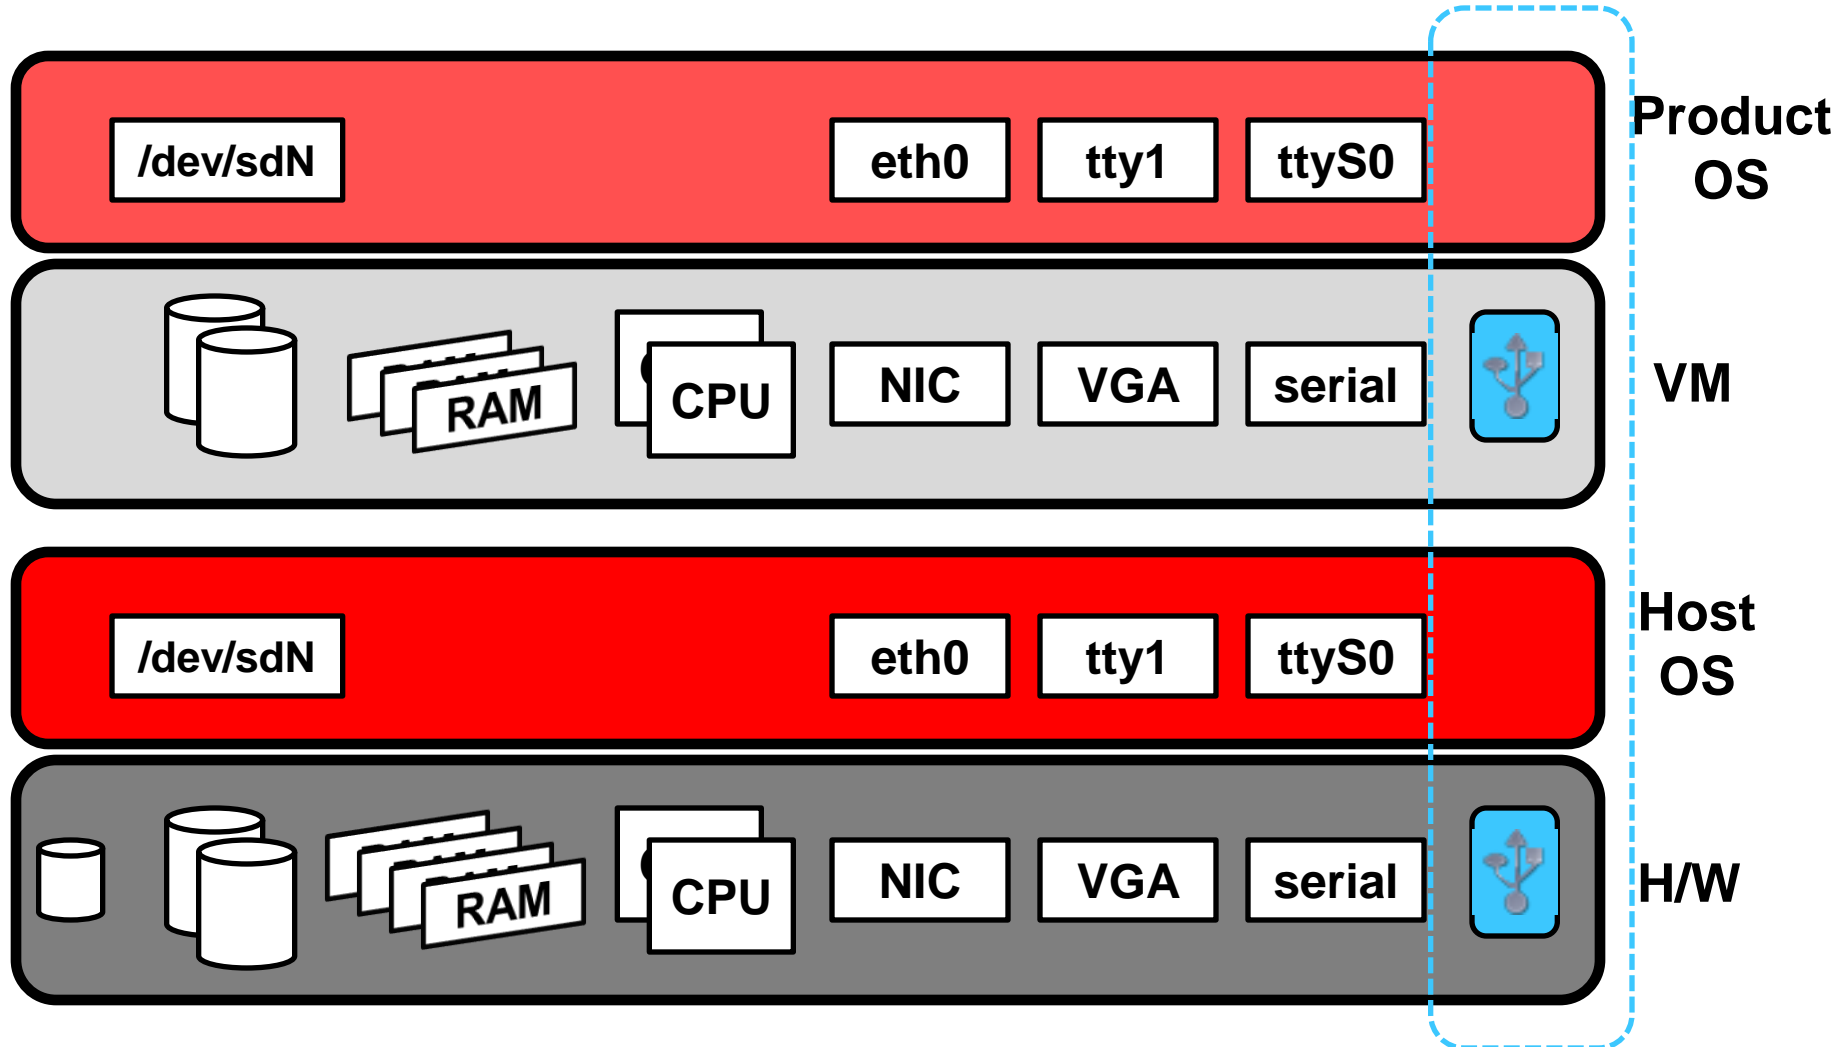 /dev/sdN
eth0
tty1
ttyS0
Product
OS
RAM
CPU
NIC
VGA
serial
VM
/dev/sdN
eth0
tty1
ttyS0
Host
OS
RAM
CPU
NIC
VGA
serial
H/W